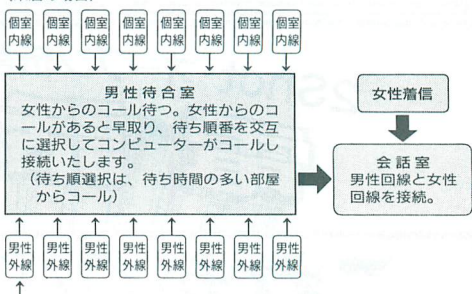 個室 個室 個室 個室 個室 個室 個室 個室
内線 内線 内線 内線 内線 内線 内線 内線
男性待合室
女性からのコール待つ。女性からのコ
ールがあると早取り、待ち順番を交互
に選択してコンピューターがコールし
接続いたします。
(待ち順選択は、待ち時間の多い部屋
からコール)
女性着信
会話室
男性回線と女性
回線を接続。
男性 男性 男性 男性 男性 男性 男性 男性
外線 外線 外線 外線 外線 外線 外線 外線